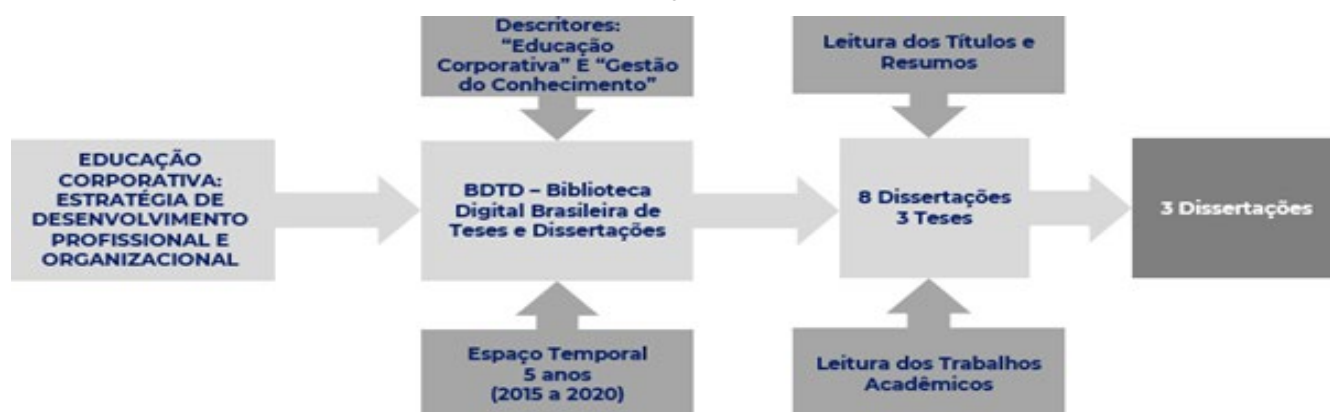 Descritores:
“Educação
Corporativa” E “Gestão
do Conhecimento”
Leitura dos Títulos e
Resumos
EDUCAÇÃO
CORPORATIVA:
ESTRATÉGIA DE
DESENVOLVIMENTO
PROFISSIONAL E
ORGANIZACIONAL
BDTD – Biblioteca
Digital Brasileira de
Teses e Dissertações
8 Dissertações
3 Teses
3 Dissertações
Espaço Temporal
5 anos
(2015 a 2020)
Leitura dos Trabalhos
Acadêmicos